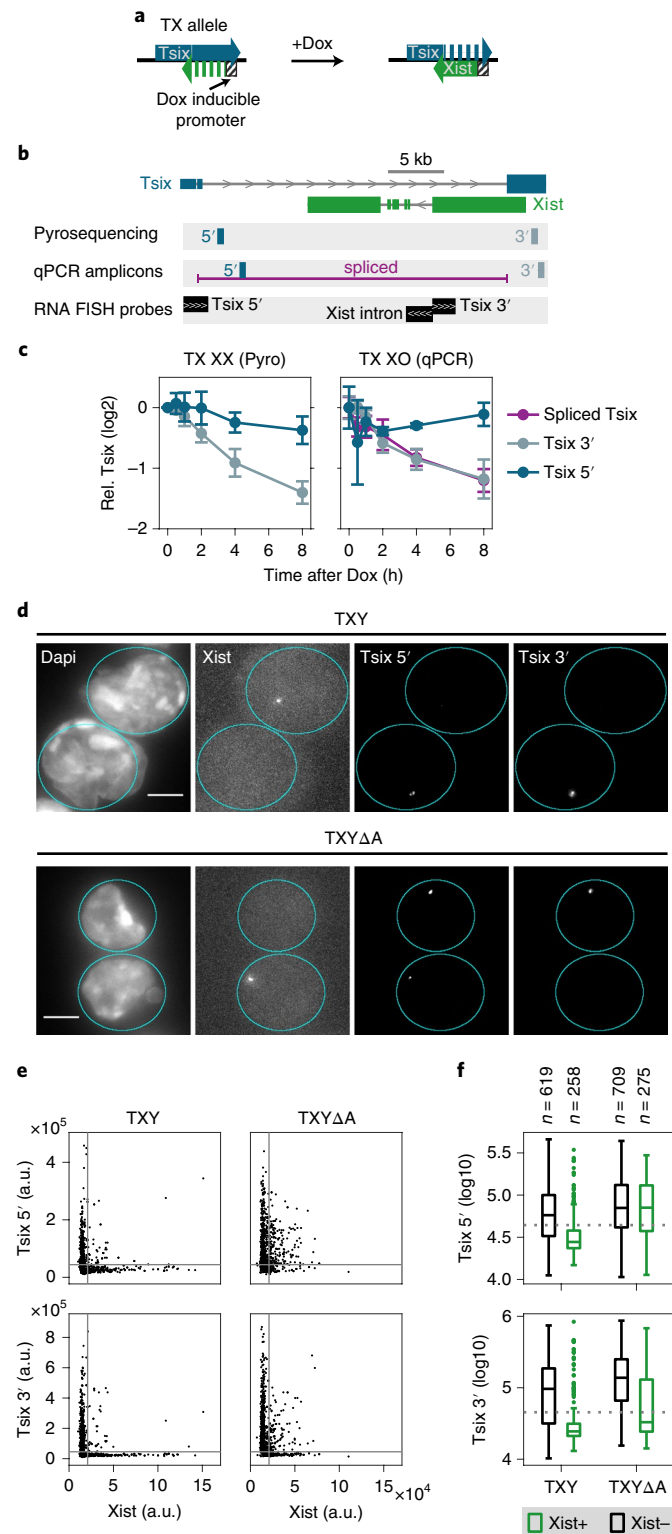 a
TX allele
Tsix
+Dox
Tsix
Xist
Dox inducible
promoter
b
5 kb
Tsix
Xist
Pyrosequencing
5′
3′
qPCR amplicons
5′
spliced
3′
RNA FISH probes
Tsix 5′
Xist intron
Tsix 3′
c
TX XX (Pyro)
TX XO (qPCR)
Rel. Tsix (log2)
0
−1
−2
0 2 4 6 8
0 2 4 6 8
Time after Dox (h)
Spliced Tsix
Tsix 3′
Tsix 5′
d
TXY
Dapi
Xist
Tsix 5′
Tsix 3′
TXYΔA
e
TXY
TXYΔA
×10⁵
Tsix 5′ (a.u.)
4
2
0
×10⁵
Tsix 3′ (a.u.)
8
6
4
2
0
0 5 10 15
0 5 10 15
×10⁴
Xist (a.u.)
Xist (a.u.)
f
n = 619
n = 258
n = 709
n = 275
Tsix 5′ (log10)
5.5
5.0
4.5
4.0
Tsix 3′ (log10)
6
5
4
TXY
TXYΔA
Xist+
Xist−